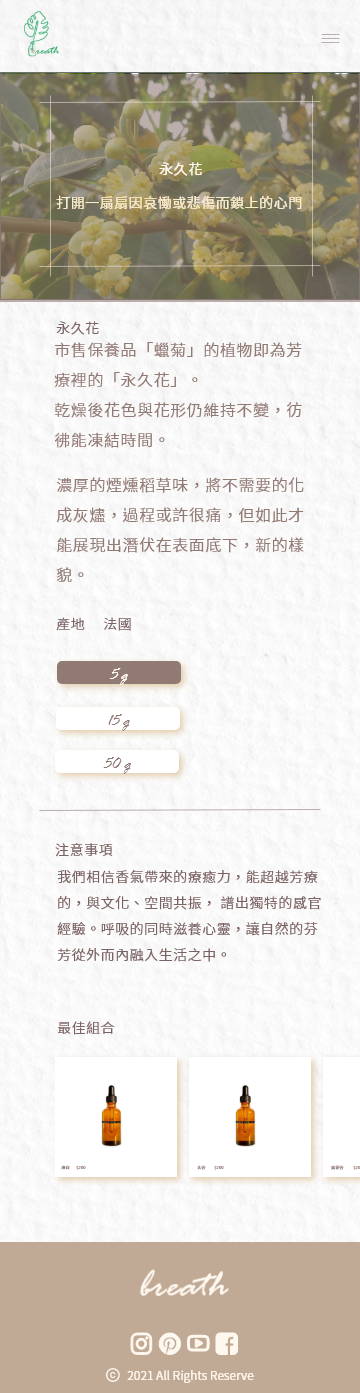 breath
永久花
打開一扇扇因哀慟或悲傷而鎖上的心門
永久花
市售保養品「蠟菊」的植物即為芳
療裡的「永久花」。
乾燥後花色與花形仍維持不變，彷
彿能凍結時間。
濃厚的煙燻稻草味，將不需要的化
成灰燼，過程或許很痛，但如此才
能展現出潛伏在表面底下，新的樣
貌。
產地 法國
5g
15g
50g
注意事項
我們相信香氣帶來的療癒力，能超越芳療
的，與文化、空間共振， 譜出獨特的感官
經驗。呼吸的同時滋養心靈，讓自然的芬
芳從外而內融入生活之中。
最佳組合
$200
$200
breath
© 2021 All Rights Reserve